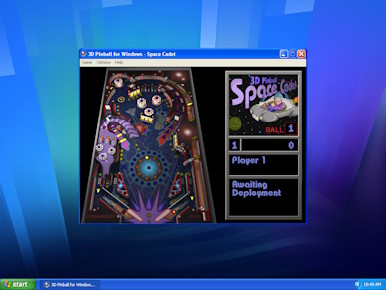 3D Pinball for Windows - Space Cadet
Game Options Help
3D Pinball
Space Cadet
BALL 1
1 0
Player 1
Awaiting
Deployment
start
3D Pinball for Window...
10:48 AM